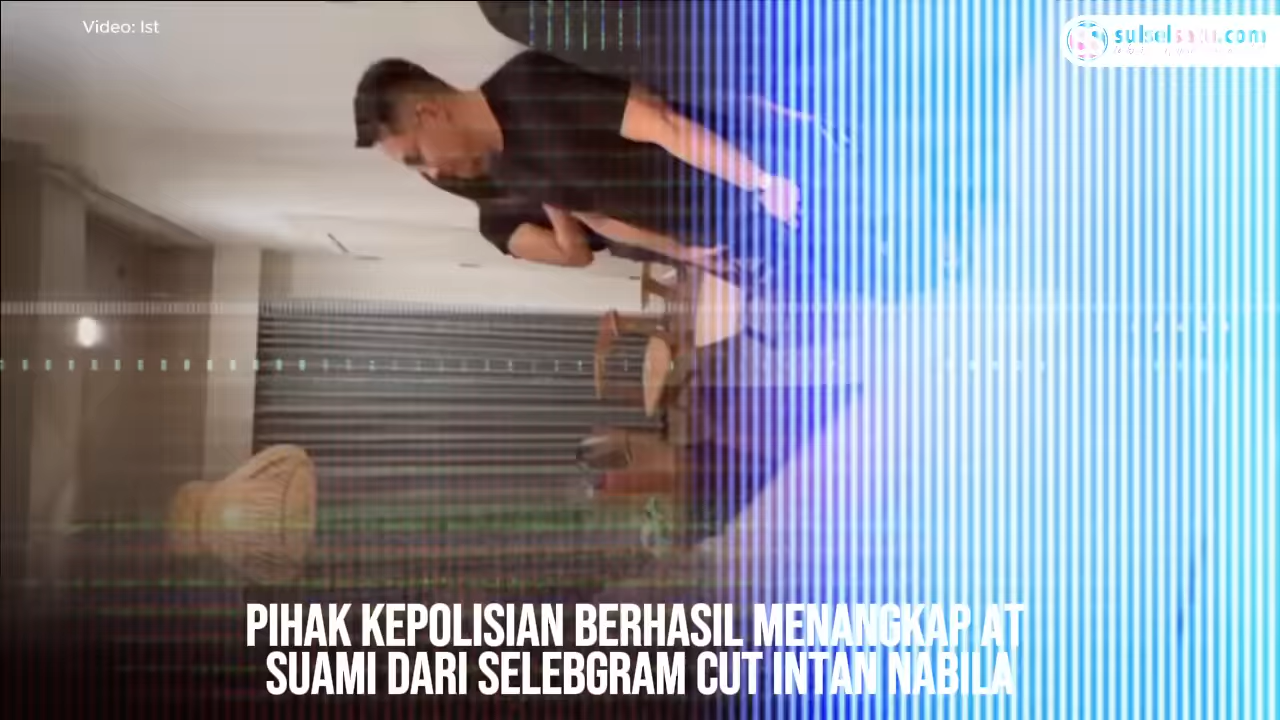 Video: Ist
sulselsatu.com
PIHAK KEPOLISIAN BERHASIL MENANGKAP AT
SUAMI DARI SELEBGRAM CUT INTAN NABILA